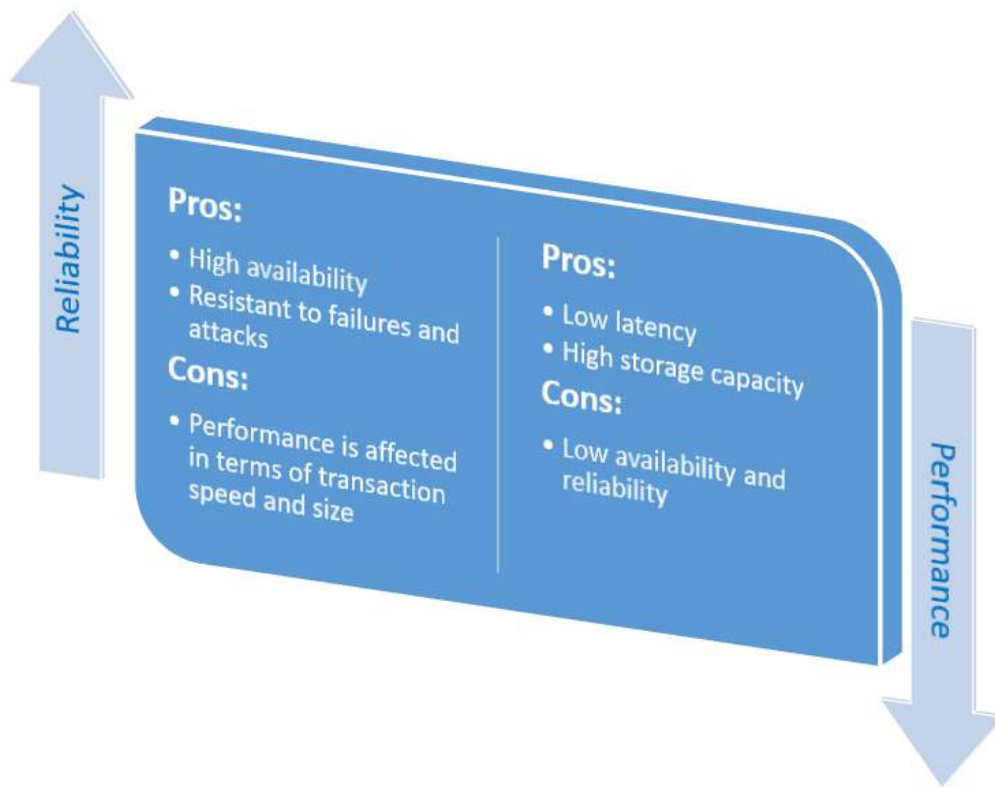 Reliability
Pros:
• High availability
• Resistant to failures and
attacks
Cons:
• Performance is affected
in terms of transaction
speed and size
Pros:
• Low latency
• High storage capacity
Cons:
• Low availability and
reliability
Performance